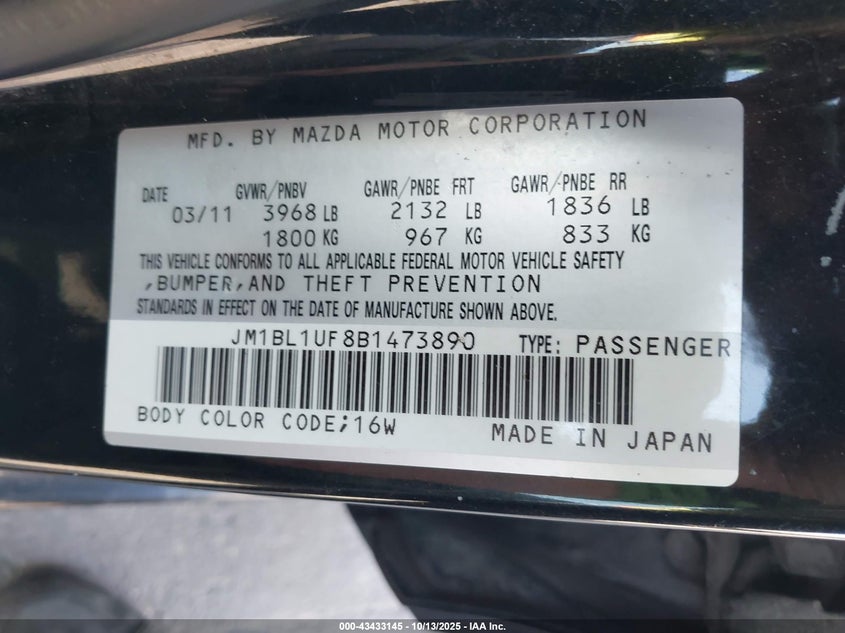 MFD. BY MAZDA MOTOR CORPORATION
DATE GVWR/PNBV GAWR/PNBE FRT GAWR/PNBE RR
03/11 3968 LB 2132 LB 1836 LB
1800 KG 967 KG 833 KG
THIS VEHICLE CONFORMS TO ALL APPLICABLE FEDERAL MOTOR VEHICLE SAFETY
,BUMPER,AND THEFT PREVENTION
STANDARDS IN EFFECT ON THE DATE OF MANUFACTURE SHOWN ABOVE.
JM1BL1UF8B1473890 TYPE: PASSENGER
BODY COLOR CODE;16W MADE IN JAPAN
000-43433145 - 10/13/2025 - IAA Inc.